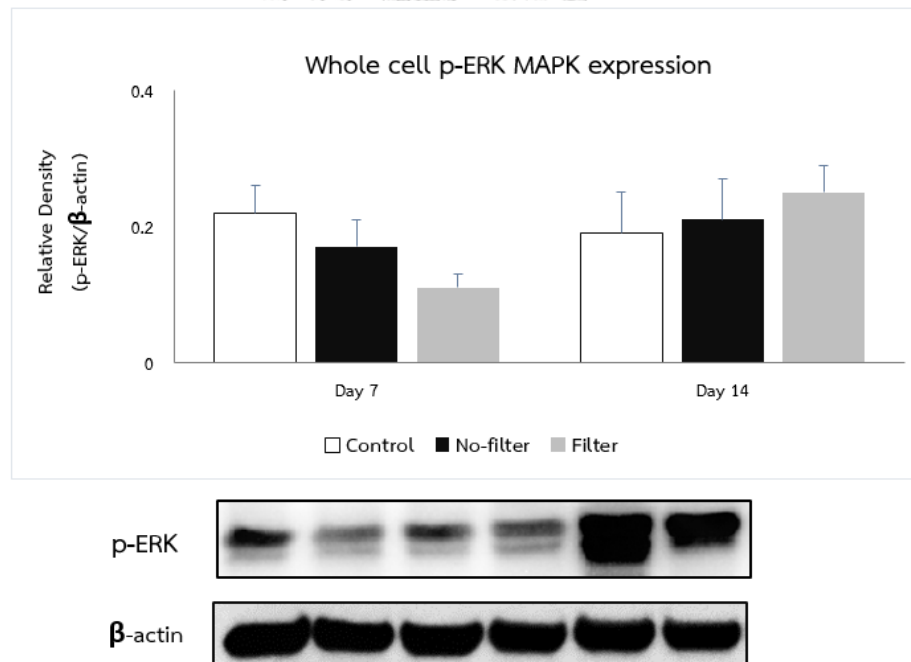 Whole cell p-ERK MAPK expression
0.4
0.2
0
Relative Density
(p-ERK/β-actin)
Day 7
Day 14
Control
No-filter
Filter
p-ERK
β-actin